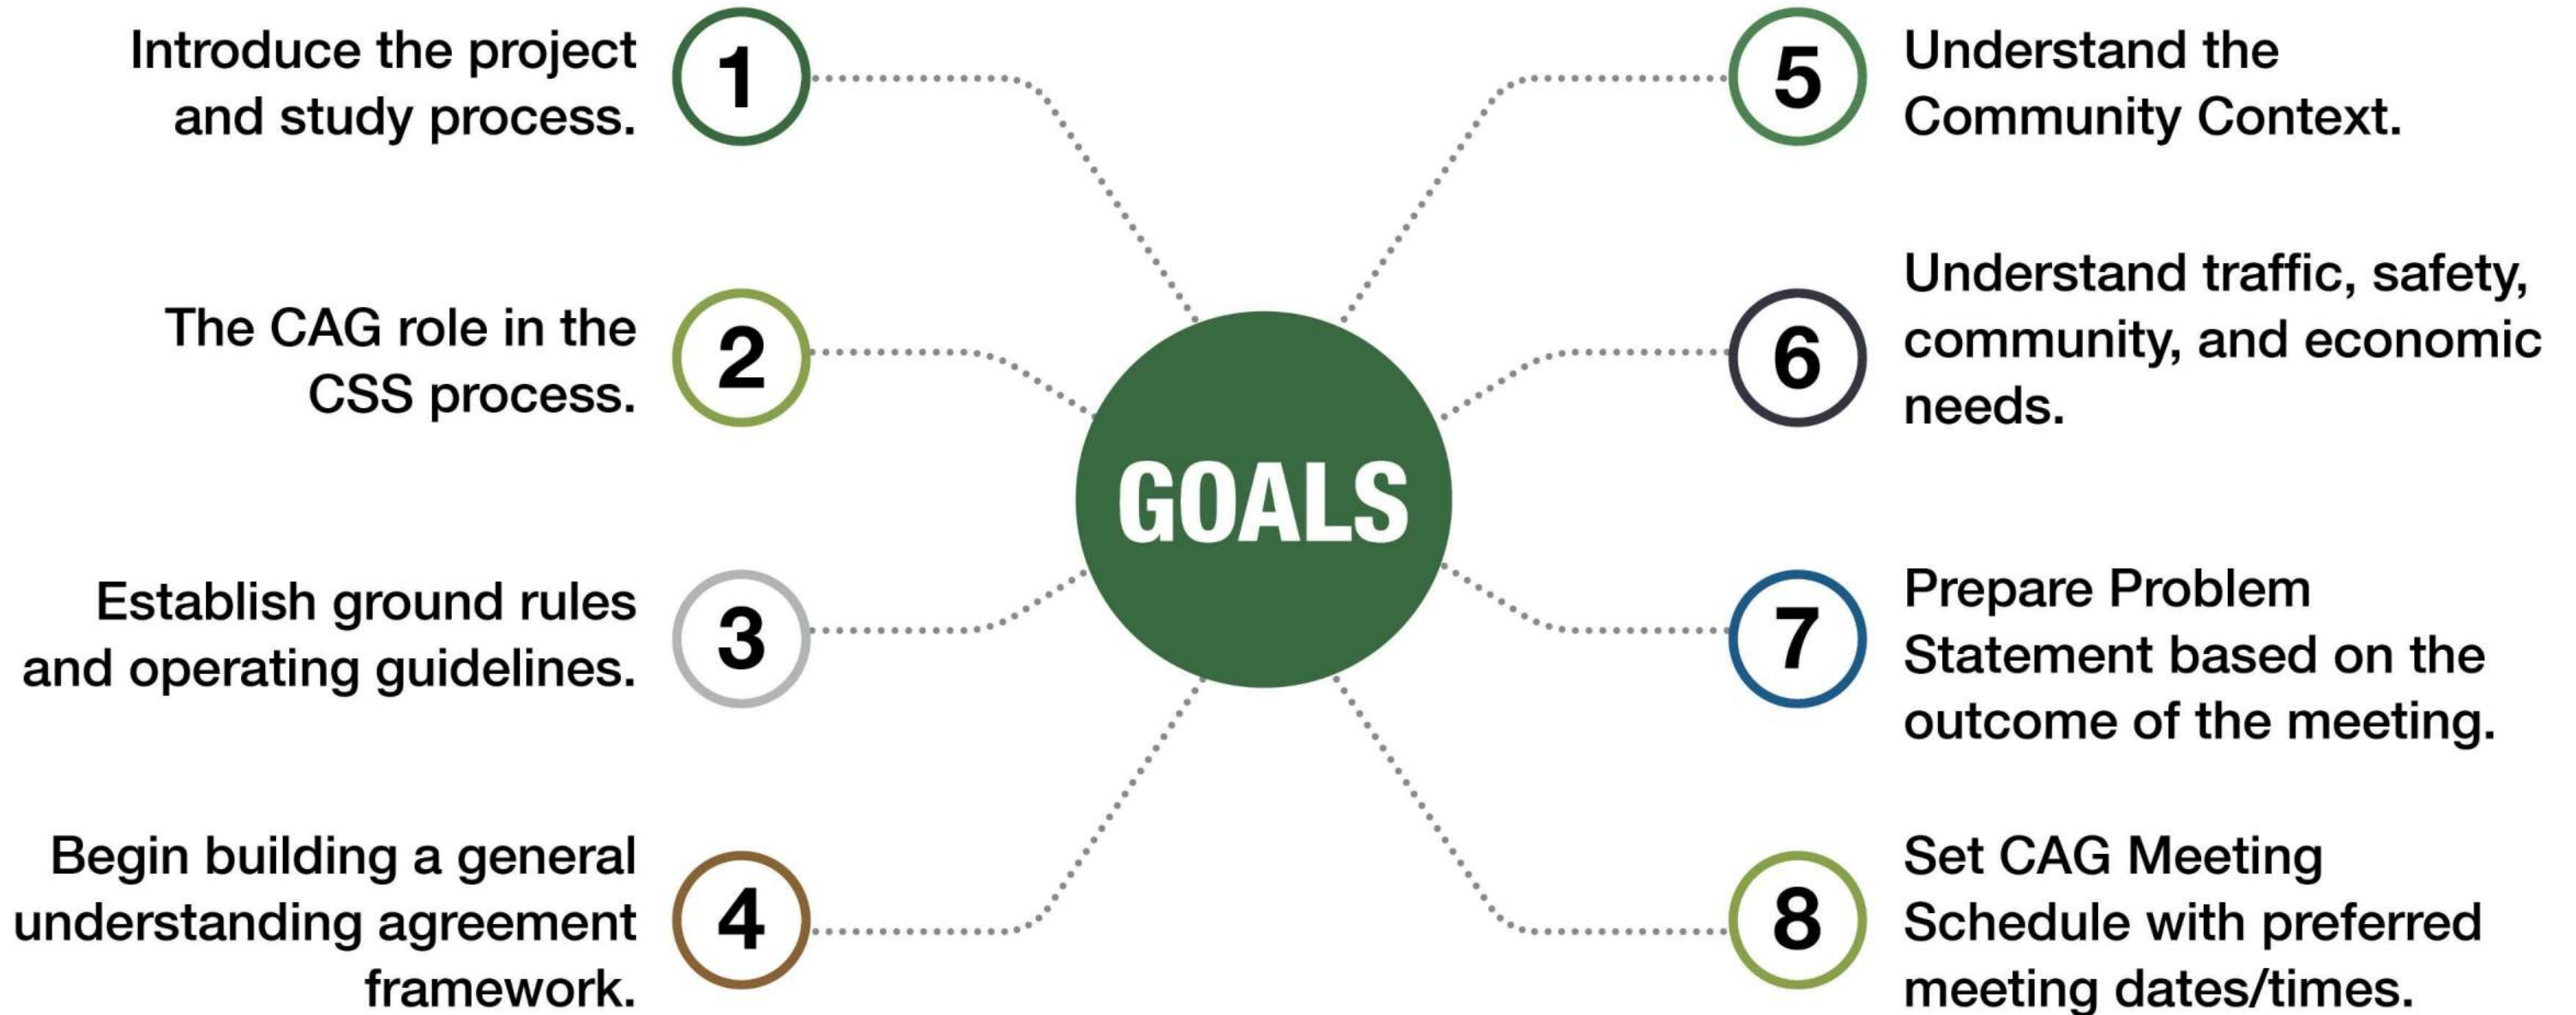 Introduce the project
and study process.
1
The CAG role in the
CSS process.
2
Establish ground rules
and operating guidelines.
3
Begin building a general
understanding agreement
framework.
4
GOALS
5
Understand the
Community Context.
6
Understand traffic, safety,
community, and economic
needs.
7
Prepare Problem
Statement based on the
outcome of the meeting.
8
Set CAG Meeting
Schedule with preferred
meeting dates/times.